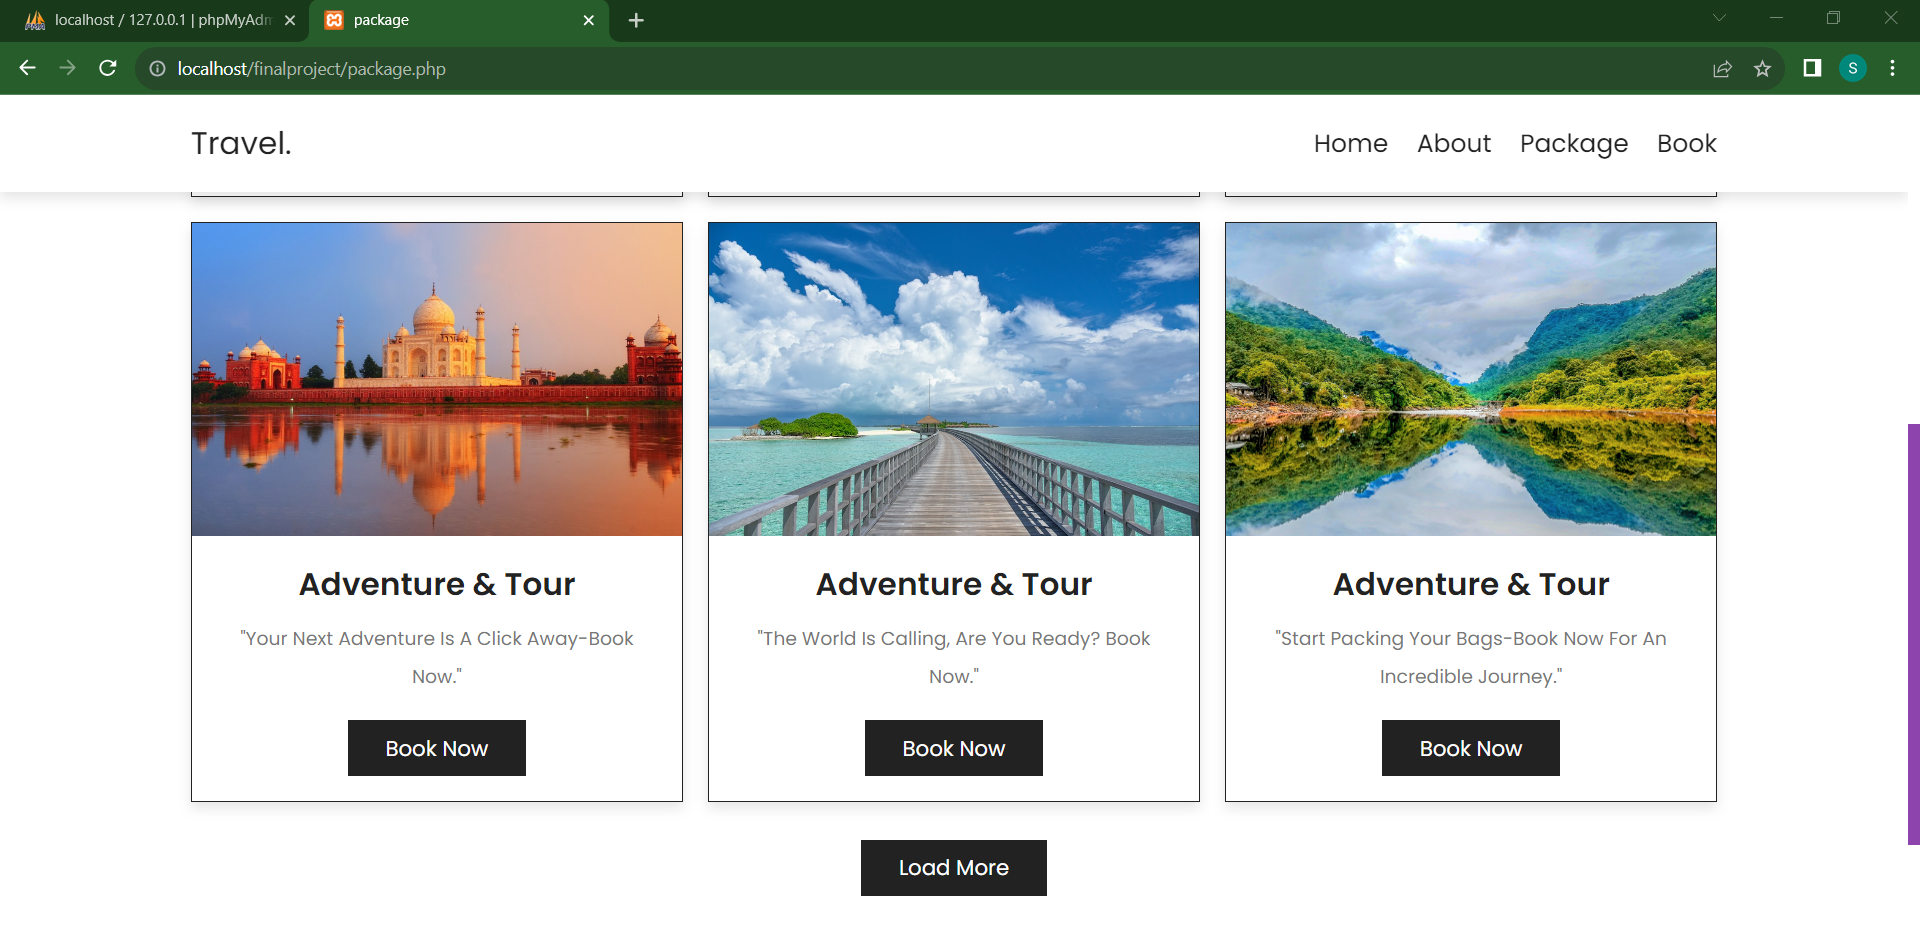 localhost / 127.0.0.1 | phpMyAdm
package
localhost/finalproject/package.php
S
Travel.
Home About Package Book
Adventure & Tour
"Your Next Adventure Is A Click Away-Book
Now."
Book Now
Adventure & Tour
"The World Is Calling, Are You Ready? Book
Now."
Book Now
Adventure & Tour
"Start Packing Your Bags-Book Now For An
Incredible Journey."
Book Now
Load More